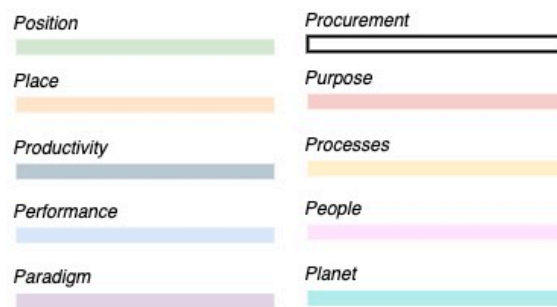 Position
Procurement
Place
Purpose
Productivity
Processes
Performance
People
Paradigm
Planet